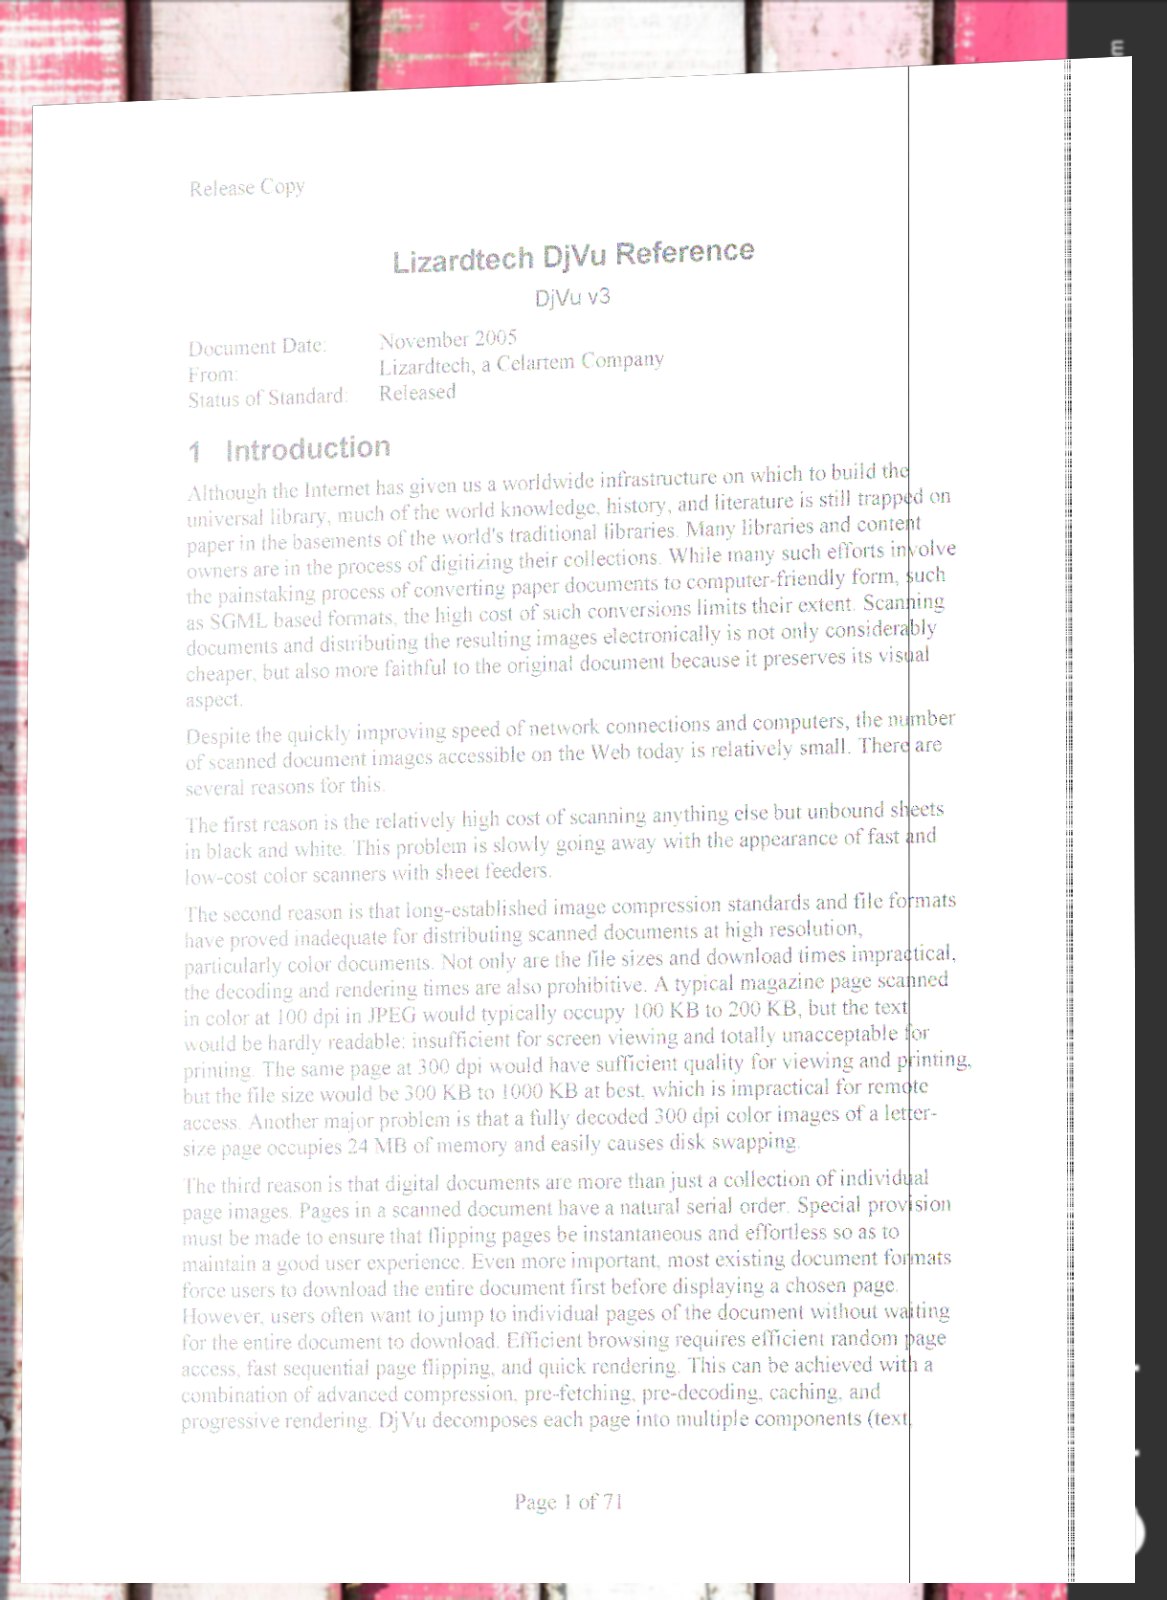 Release Copy
Lizardtech DjVu Reference
DjVu v3
Document Date: November 2005
From: Lizardtech, a Celartem Company
Status of Standard: Released
1 Introduction
Although the Internet has given us a worldwide infrastructure on which to build the
universal library, much of the world knowledge, history, and literature is still trapped on
paper in the basements of the world's traditional libraries. Many libraries and content
owners are in the process of digitizing their collections. While many such efforts involve
the painstaking process of converting paper documents to computer-friendly form, such
as SGML based formats, the high cost of such conversions limits their extent. Scanning
documents and distributing the resulting images electronically is not only considerably
cheaper, but also more faithful to the original document because it preserves its visual
aspect.
Despite the quickly improving speed of network connections and computers, the number
of scanned document images accessible on the Web today is relatively small. There are
several reasons for this.
The first reason is the relatively high cost of scanning anything else but unbound sheets
in black and white. This problem is slowly going away with the appearance of fast and
low-cost color scanners with sheet feeders.
The second reason is that long-established image compression standards and file formats
have proved inadequate for distributing scanned documents at high resolution,
particularly color documents. Not only are the file sizes and download times impractical,
the decoding and rendering times are also prohibitive. A typical magazine page scanned
in color at 100 dpi in JPEG would typically occupy 100 KB to 200 KB, but the text
would be hardly readable: insufficient for screen viewing and totally unacceptable for
printing. The same page at 300 dpi would have sufficient quality for viewing and printing,
but the file size would be 300 KB to 1000 KB at best, which is impractical for remote
access. Another major problem is that a fully decoded 300 dpi color images of a letter-
size page occupies 24 MB of memory and easily causes disk swapping.
The third reason is that digital documents are more than just a collection of individual
page images. Pages in a scanned document have a natural serial order. Special provision
must be made to ensure that flipping pages be instantaneous and effortless so as to
maintain a good user experience. Even more important, most existing document formats
force users to download the entire document first before displaying a chosen page.
However, users often want to jump to individual pages of the document without waiting
for the entire document to download. Efficient browsing requires efficient random page
access, fast sequential page flipping, and quick rendering. This can be achieved with a
combination of advanced compression, pre-fetching, pre-decoding, caching, and
progressive rendering. DjVu decomposes each page into multiple components (text,
Page 1 of 71